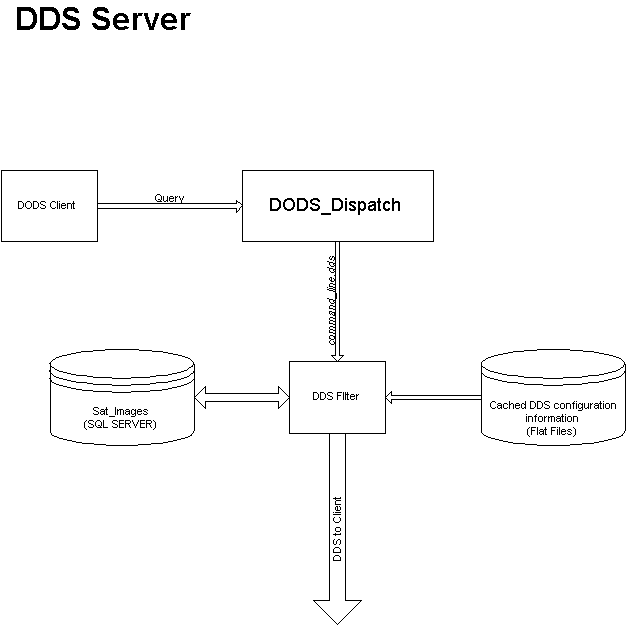 DDS Server
DODS Client
Query
DODS_Dispatch
command_line.dds
Sat_Images
(SQL SERVER)
DDS Filter
Cached DDS configuration
information
(Flat Files)
DDS to Client